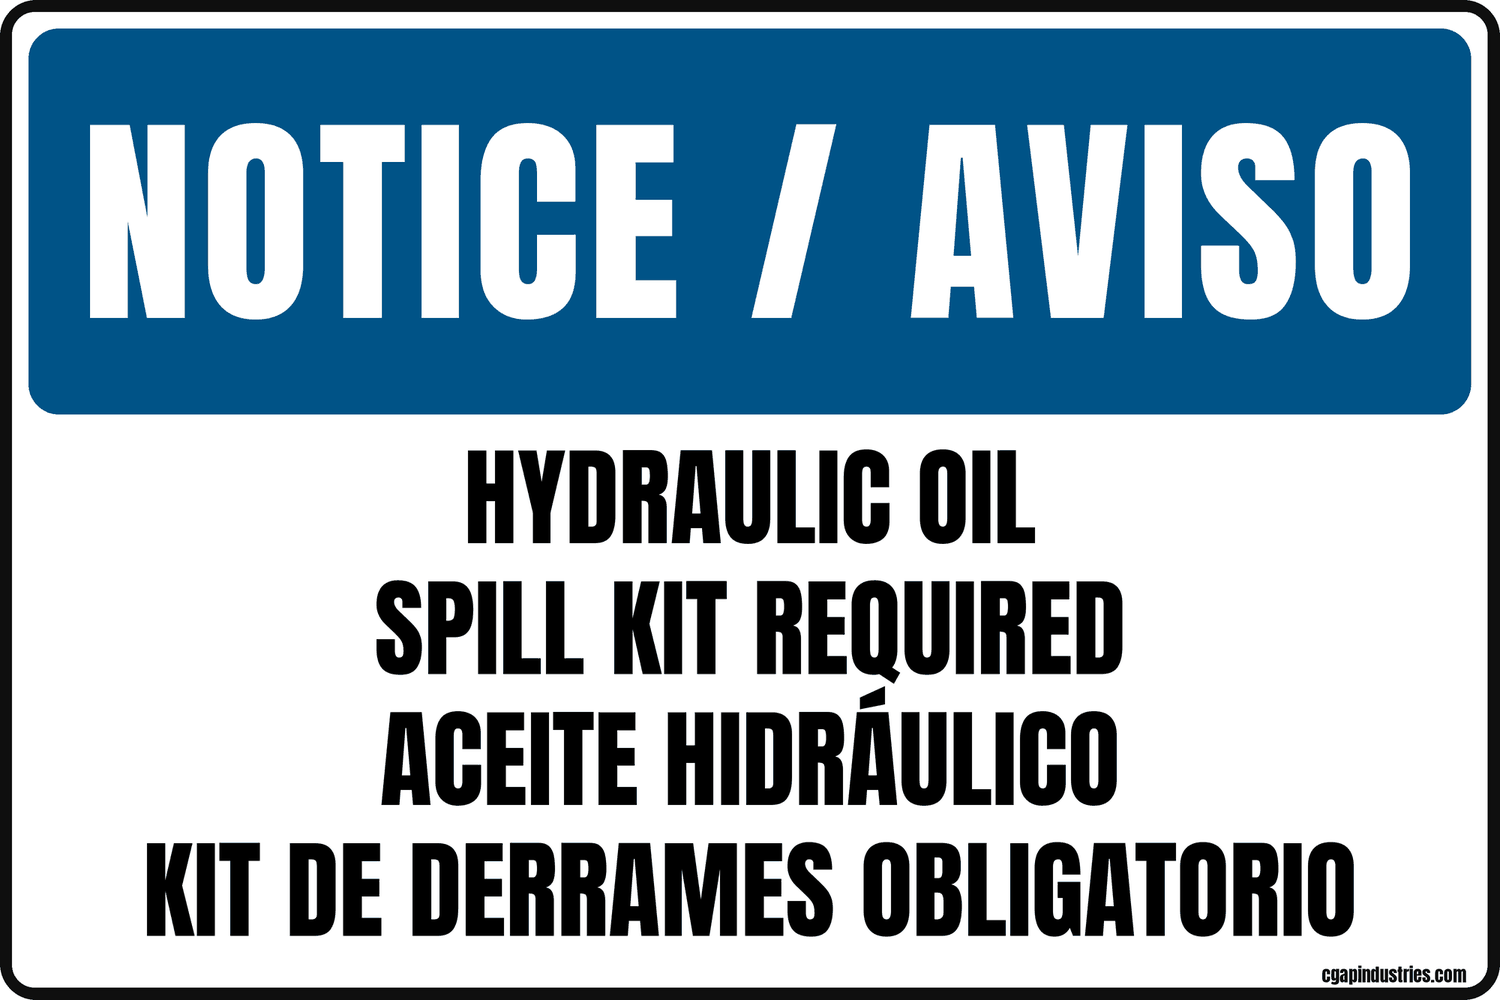 NOTICE / AVISO
HYDRAULIC OIL
SPILL KIT REQUIRED
ACEITE HIDRÁULICO
KIT DE DERRAMES OBLIGATORIO
cgapindustries.com